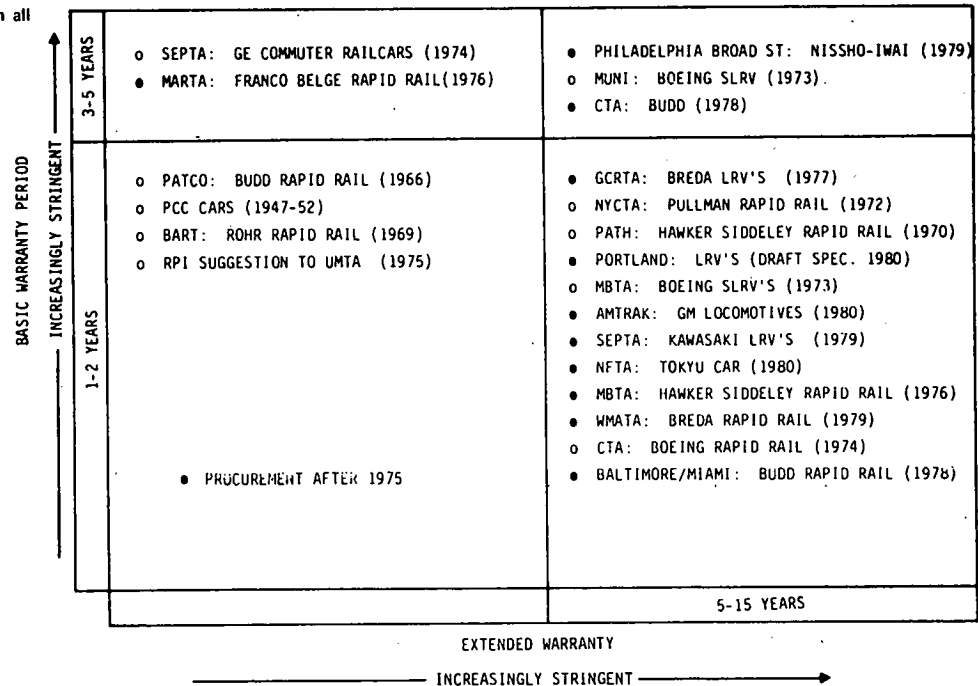 n all
BASIC WARRANTY PERIOD
INCREASINGLY STRINGENT
3-5 YEARS
o SEPTA: GE COMMUTER RAILCARS (1974)
● MARTA: FRANCO BELGE RAPID RAIL(1976)
● PHILADELPHIA BROAD ST: NISSHO-IWAI (1979)
o MUNI: BOEING SLRV (1973)
● CTA: BUDD (1978)
1-2 YEARS
o PATCO: BUDD RAPID RAIL (1966)
o PCC CARS (1947-52)
o BART: ROHR RAPID RAIL (1969)
o RPI SUGGESTION TO UMTA (1975)
● PROCUREMENT AFTER 1975
● GCRTA: BREDA LRV'S (1977)
o NYCTA: PULLMAN RAPID RAIL (1972)
o PATH: HAWKER SIDDELEY RAPID RAIL (1970)
● PORTLAND: LRV'S (DRAFT SPEC. 1980)
o MBTA: BOEING SLRV'S (1973)
● AMTRAK: GM LOCOMOTIVES (1980)
● SEPTA: KAWASAKI LRV'S (1979)
● NFTA: TOKYU CAR (1980)
● MBTA: HAWKER SIDDELEY RAPID RAIL (1976)
● WMATA: BREDA RAPID RAIL (1979)
o CTA: BOEING RAPID RAIL (1974)
● BALTIMORE/MIAMI: BUDD RAPID RAIL (1978)
5-15 YEARS
EXTENDED WARRANTY
INCREASINGLY STRINGENT